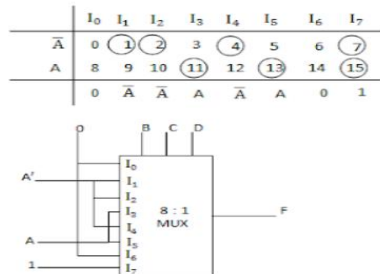 I₀ I₁ I₂ I₃ I₄ I₅ I₆ I₇
A̅ 0 1 2 3 4 5 6 7
A 8 9 10 11 12 13 14 15
0 A̅ A̅ A A̅ A 0 1
0 B C D
I₀
A' I₁
I₂
I₃
8 : 1 F
I₄ MUX
A I₅
I₆
1 I₇